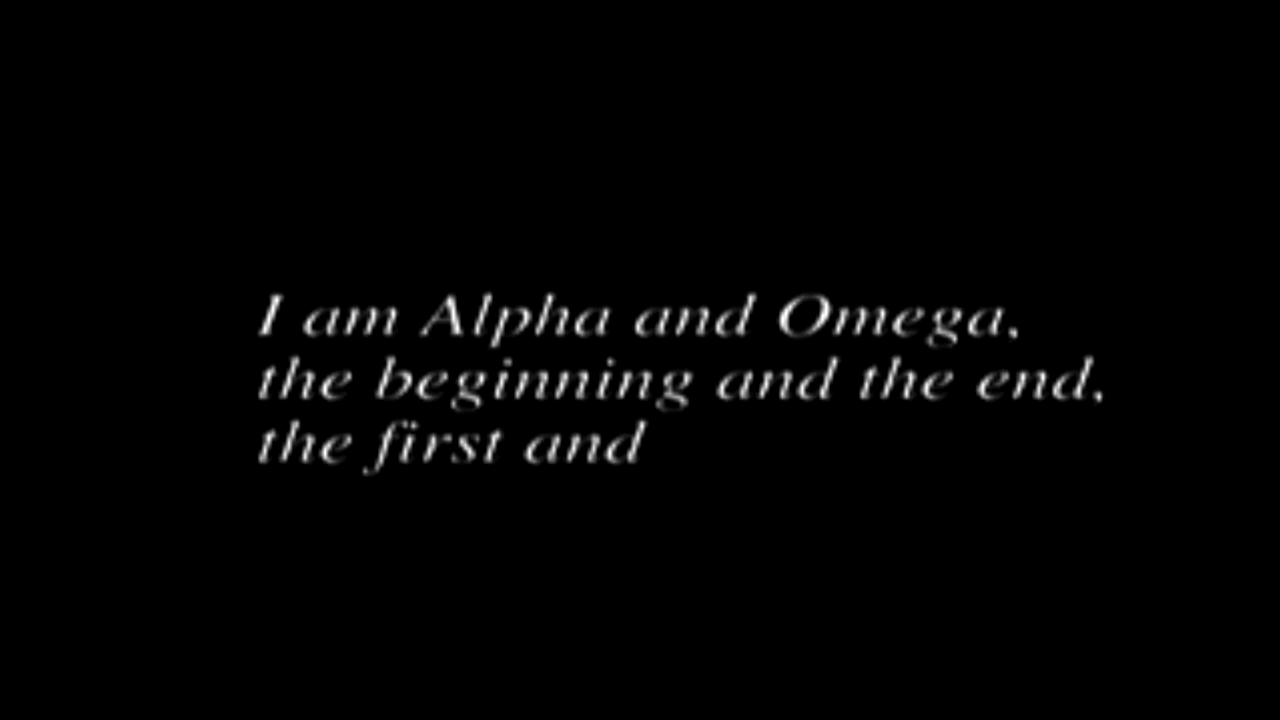 I am Alpha and Omega,
the beginning and the end,
the first and